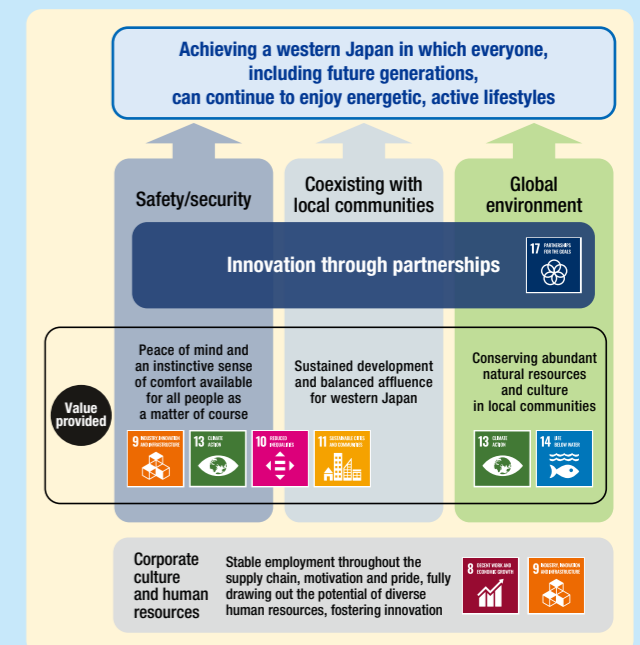 Achieving a western Japan in which everyone,
including future generations,
can continue to enjoy energetic, active lifestyles
Safety/security
Coexisting with
local communities
Global
environment
Innovation through partnerships
17 PARTNERSHIPS
FOR THE GOALS
Value
provided
Peace of mind and
an instinctive sense
of comfort available
for all people as
a matter of course
Sustained development
and balanced affluence
for western Japan
Conserving abundant
natural resources
and culture
in local communities
9 INDUSTRY, INNOVATION
AND INFRASTRUCTURE
13 CLIMATE
ACTION
10 REDUCED
INEQUALITIES
11 SUSTAINABLE CITIES
AND COMMUNITIES
13 CLIMATE
ACTION
14 LIFE
BELOW WATER
Corporate
culture
and human
resources
Stable employment throughout the
supply chain, motivation and pride, fully
drawing out the potential of diverse
human resources, fostering innovation
8 DECENT WORK AND
ECONOMIC GROWTH
9 INDUSTRY, INNOVATION
AND INFRASTRUCTURE